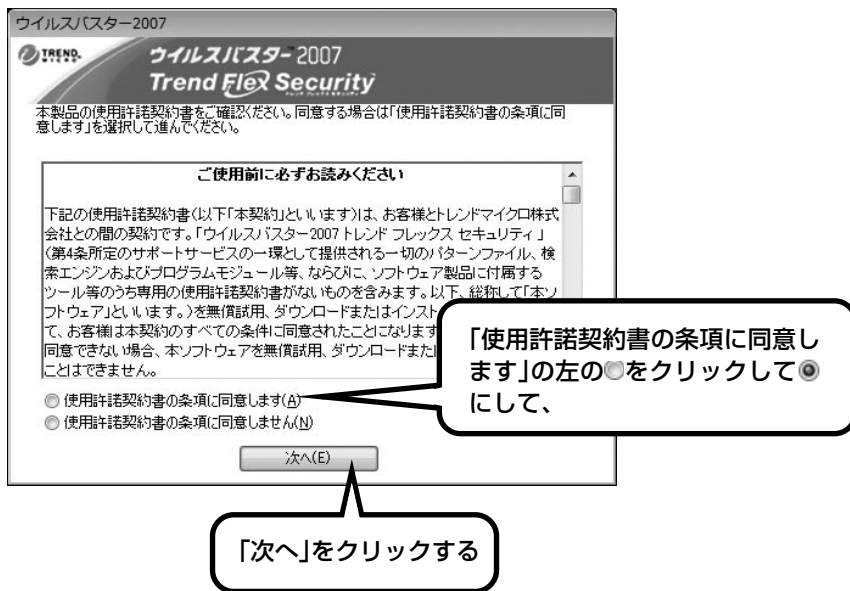 ウイルスバスター2007
TREND MICRO
ウイルスバスター™2007
Trend Flex Security
トレンド フレックス セキュリティ
本製品の使用許諾契約書をご確認ください。同意する場合は「使用許諾契約書の条項に同
意します」を選択して進んでください。
ご使用前に必ずお読みください
下記の使用許諾契約書(以下「本契約」といいます)は、お客様とトレンドマイクロ株式
会社との間の契約です。「ウイルスバスター2007 トレンド フレックス セキュリティ」
(第4条所定のサポートサービスの一環として提供される一切のパターンファイル、検
索エンジンおよびプログラムモジュール等、ならびに、ソフトウェア製品に付属する
ツール等のうち専用の使用許諾契約書がないものを含みます。以下、総称して「本ソ
フトウェア」といいます。)を無償試用、ダウンロードまたはインスト
て、お客様は本契約のすべての条件に同意されたことになります
同意できない場合、本ソフトウェアを無償試用、ダウンロードまた
ことはできません。
使用許諾契約書の条項に同意します(A)
使用許諾契約書の条項に同意しません(N)
次へ(E)
「使用許諾契約書の条項に同意し
ます」の左の をクリックして
にして、
「次へ」をクリックする